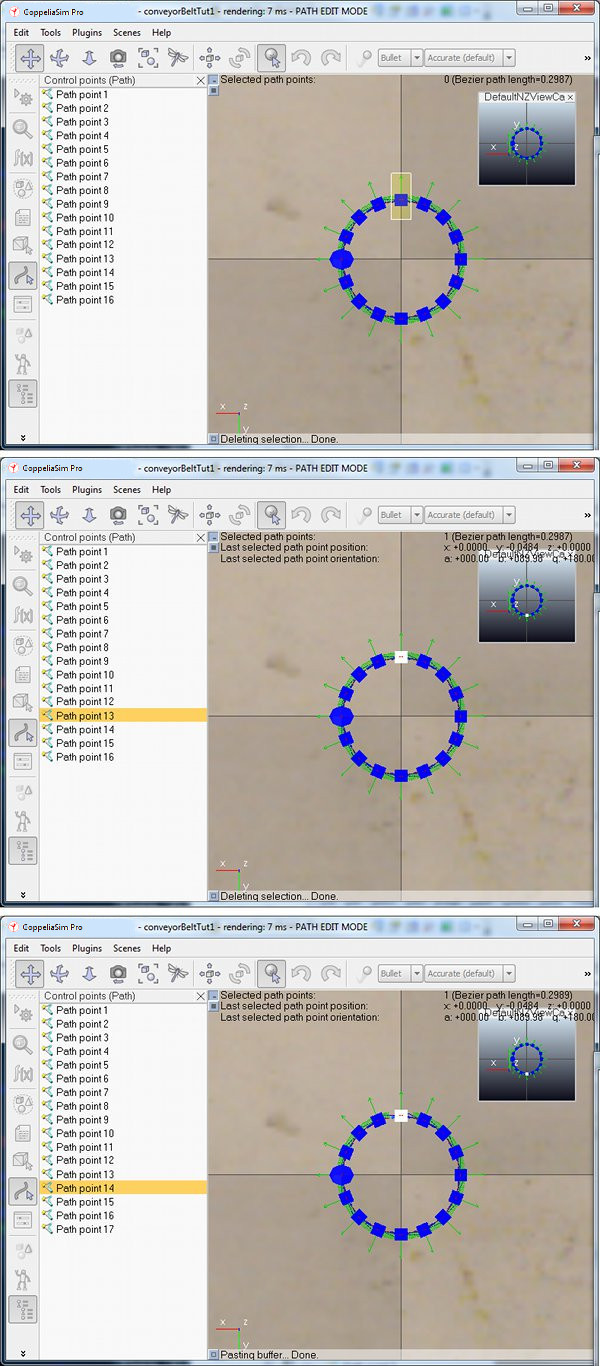 CoppeliaSim Pro - conveyorBeltTut1 - rendering: 7 ms - PATH EDIT MODE
Edit Tools Plugins Scenes Help
Bullet Accurate (default) »
Control points (Path)
Selected path points: 0 (Bezier path length=0.2987)
DefaultNZViewCa x
Path point 1
Path point 2
Path point 3
Path point 4
Path point 5
Path point 6
Path point 7
Path point 8
Path point 9
Path point 10
Path point 11
Path point 12
Path point 13
Path point 14
Path point 15
Path point 16
y
x z
x z
y
Deleting selection... Done.
CoppeliaSim Pro - conveyorBeltTut1 - rendering: 7 ms - PATH EDIT MODE
Edit Tools Plugins Scenes Help
Bullet Accurate (default) »
Control points (Path)
Selected path points: 1 (Bezier path length=0.2987)
Last selected path point position: x: +0.0000 y: -0.0484 z: +0.0000
Last selected path point orientation: a: +000.00 b: +089.98 g: +180.00
Path point 1
Path point 2
Path point 3
Path point 4
Path point 5
Path point 6
Path point 7
Path point 8
Path point 9
Path point 10
Path point 11
Path point 12
Path point 13
Path point 14
Path point 15
Path point 16
y
x z
x z
y
Deleting selection... Done.
CoppeliaSim Pro - conveyorBeltTut1 - rendering: 7 ms - PATH EDIT MODE
Edit Tools Plugins Scenes Help
Bullet Accurate (default) »
Control points (Path)
Selected path points: 1 (Bezier path length=0.2989)
Last selected path point position: x: +0.0000 y: -0.0484 z: +0.0000
Last selected path point orientation: a: +000.00 b: +089.98 g: +180.00
Path point 1
Path point 2
Path point 3
Path point 4
Path point 5
Path point 6
Path point 7
Path point 8
Path point 9
Path point 10
Path point 11
Path point 12
Path point 13
Path point 14
Path point 15
Path point 16
Path point 17
y
x z
x z
y
Pasting buffer... Done.